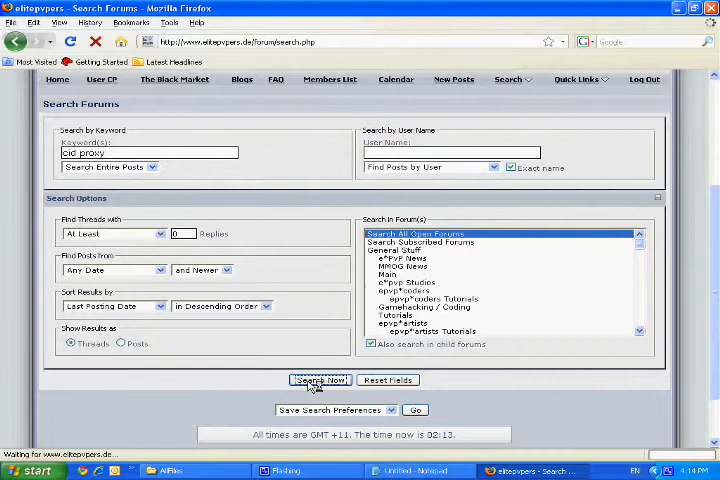 elitepvpers - Search Forums - Mozilla Firefox
File Edit View History Bookmarks Tools Help
http://www.elitepvpers.de/forum/search.php
Google
Most Visited Getting Started Latest Headlines
Home User CP The Black Market Blogs FAQ Members List Calendar New Posts Search Quick Links Log Out
Search Forums
Search by Keyword
Keyword(s):
cid proxy
Search Entire Posts
Search by User Name
User Name:
Find Posts by User
Exact name
Search Options
Find Threads with
At Least 0 Replies
Find Posts from
Any Date and Newer
Sort Results by
Last Posting Date in Descending Order
Show Results as
Threads Posts
Search in Forum(s)
Search All Open Forums
Search Subscribed Forums
General Stuff
e*PvP News
MMOG News
Main
e*pvp Studios
epvp*coders
epvp*coders Tutorials
Gamehacking / Coding
Tutorials
epvp*artists
epvp*artists Tutorials
Also search in child forums
Search Now Reset Fields
Save Search Preferences Go
All times are GMT +11. The time now is 02:13.
Waiting for www.elitepvpers.de...
start AllFiles Flashing Untitled - Notepad elitepvpers - Search ... EN 4:14 PM